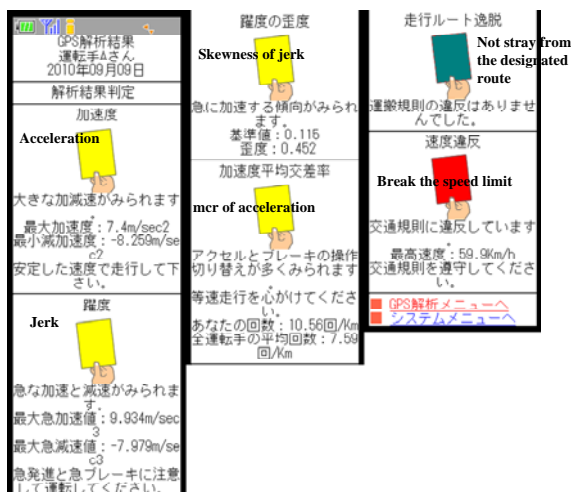 GPS解析結果
運転手Aさん
2010年09月09日
解析結果判定
加速度
Acceleration
大きな加減速がみられます
。
最大加速度：7.4m/sec2
最小減加速度：-8.259m/se
c2
安定した速度で走行して下
さい。
躍度
Jerk
急な加速と減速がみられま
す。
最大急加速値：9.934m/sec
3
最大急減速値：-7.979m/se
c3
急発進と急ブレーキに注意
して運転してください。
躍度の歪度
Skewness of jerk
急に加速する傾向がみられ
ます。
基準値：0.116
歪度：0.452
加速度平均交差率
mcr of acceleration
アクセルとブレーキの操作
切り替えが多くみられます
。
等速走行を心がけてくださ
い。
あなたの回数：10.56回/Km
全運転手の平均回数：7.59
回/Km
走行ルート逸脱
Not stray from
the designated
route
運搬規則の違反はありませ
んでした。
速度違反
Break the speed limit
交通規則に違反しています
。
最高速度：59.9Km/h
交通規則を遵守してくださ
い。
GPS解析メニューへ
システムメニューへ